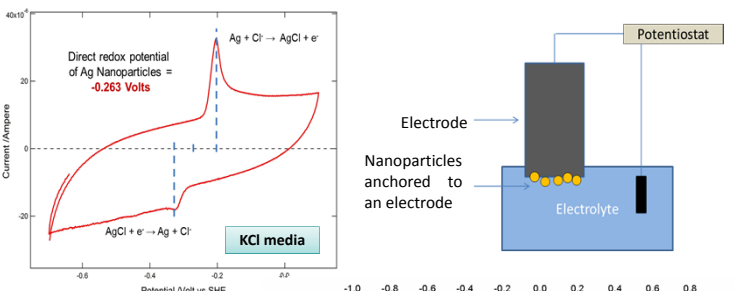 40x10⁻⁶
20
0
-20
Current /Ampere
Direct redox potential
of Ag Nanoparticles =
-0.263 Volts
Ag + Cl⁻ → AgCl + e⁻
AgCl + e⁻ → Ag + Cl⁻
KCl media
-0.6 -0.4 -0.2
Potential /Volt vs SHE
Potentiostat
Electrode
Nanoparticles
anchored to
an electrode
Electrolyte
-1.0 -0.8 -0.6 -0.4 -0.2 0.0 0.2 0.4 0.6 0.8